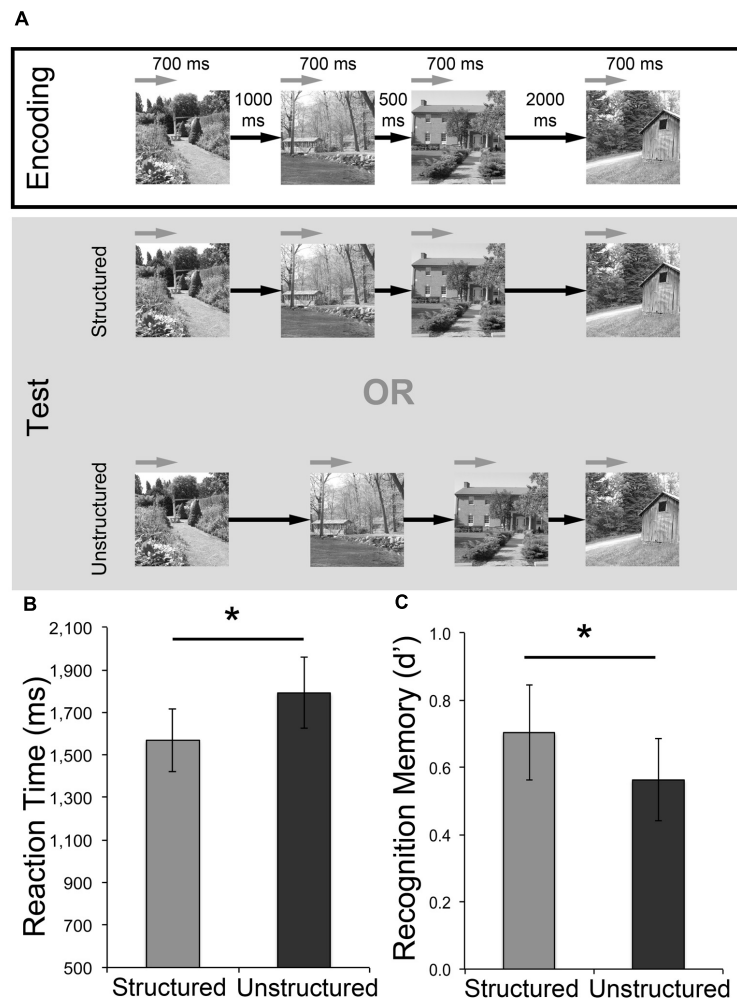 A
Encoding
700 ms 700 ms 700 ms 700 ms
1000 ms 500 ms 2000 ms
Test
Structured
OR
Unstructured
B
*
Reaction Time (ms)
2,100
1,900
1,700
1,500
1,300
1,100
900
700
500
Structured Unstructured
C
*
Recognition Memory (d’)
1.0
0.8
0.6
0.4
0.2
0.0
Structured Unstructured